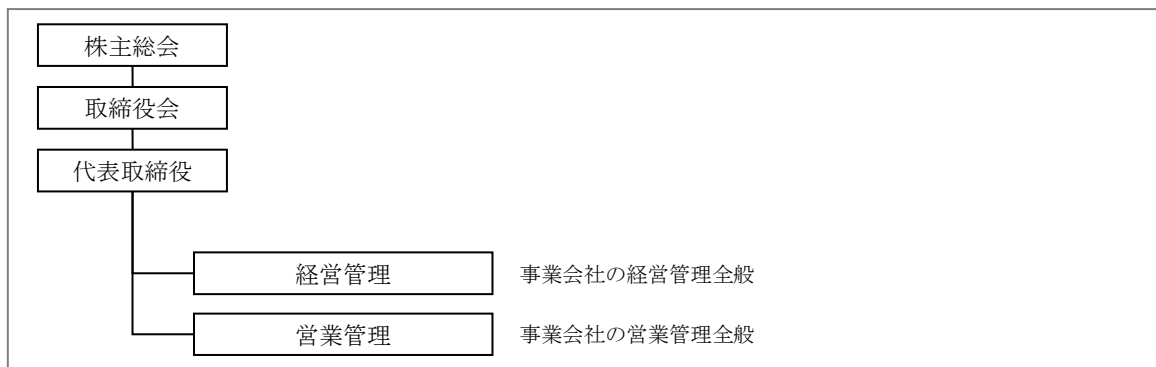 株主総会
取締役会
代表取締役
経営管理 事業会社の経営管理全般
営業管理 事業会社の営業管理全般